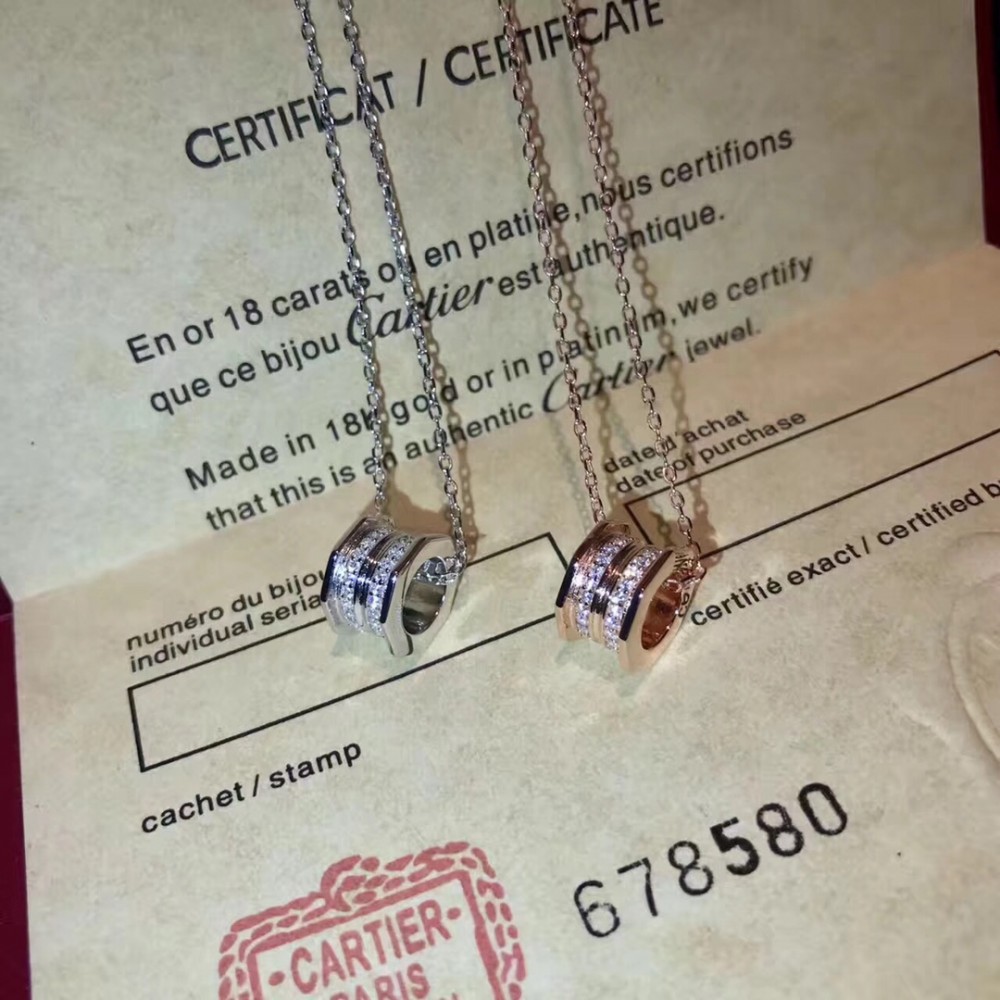 CERTIFICAT / CERTIFICATE
En or 18 carats ou en platine,nous certifions
que ce bijou Cartier est authentique.
Made in 18K gold or in platinum,we certify
that this is an authentic Cartier jewel.
date d'achat
date of purchase
numéro du bijou
individual seria
certifié exact / certified b
cachet / stamp
678580
·CARTIER·
PARIS